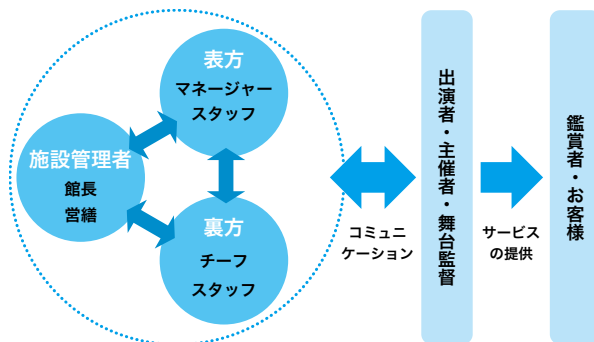 表方
マネージャー
スタッフ
施設管理者
館長
営繕
裏方
チーフ
スタッフ
コミュニ
ケーション
出演者・主催者・舞台監督
サービス
の提供
鑑賞者・お客様